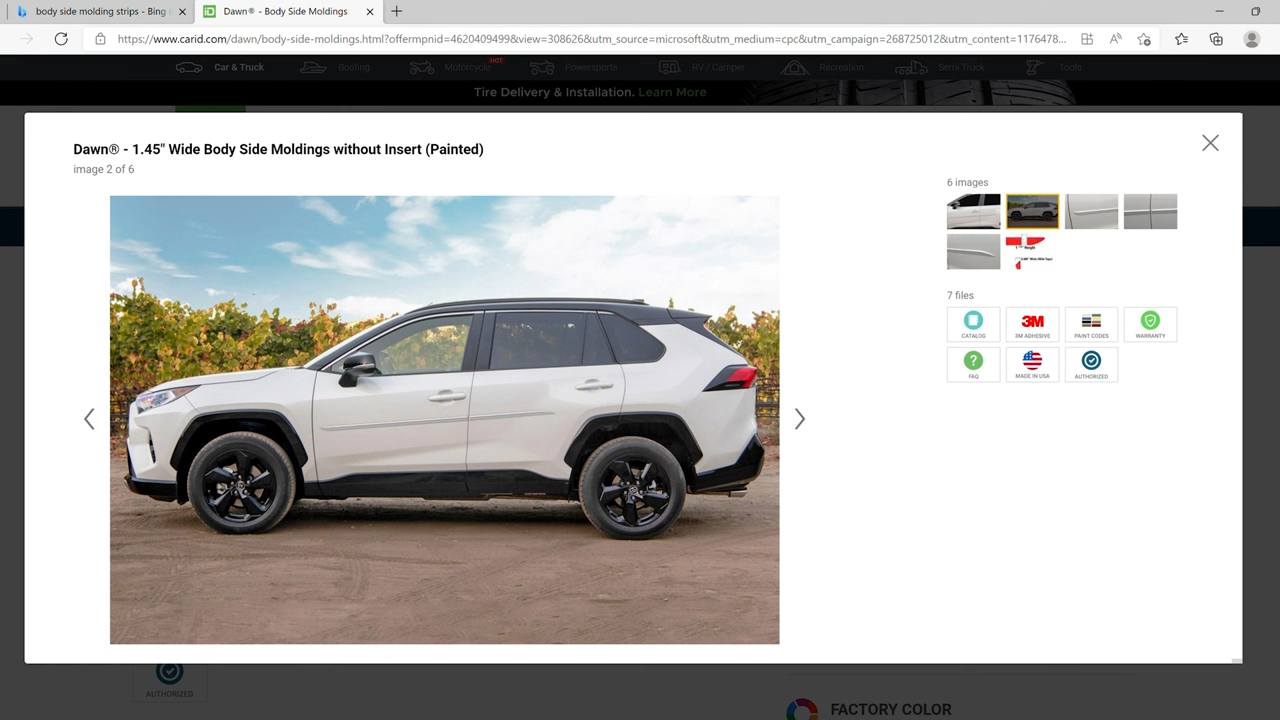 body side molding strips - Bing
Dawn® - Body Side Moldings
https://www.carid.com/dawn/body-side-moldings.html?offermpnid=4620409499&view=308626&utm_source=microsoft&utm_medium=cpc&utm_campaign=268725012&utm_content=1176478...
Car & Truck
Boating
Motorcycle
HOT
Powersports
RV / Camper
Recreation
Semi Truck
Tools
Tire Delivery & Installation. Learn More
Dawn® - 1.45" Wide Body Side Moldings without Insert (Painted)
image 2 of 6
6 images
7 files
CATALOG
3M
3M ADHESIVE
PAINT CODES
WARRANTY
?
FAQ
MADE IN USA
AUTHORIZED
AUTHORIZED
FACTORY COLOR